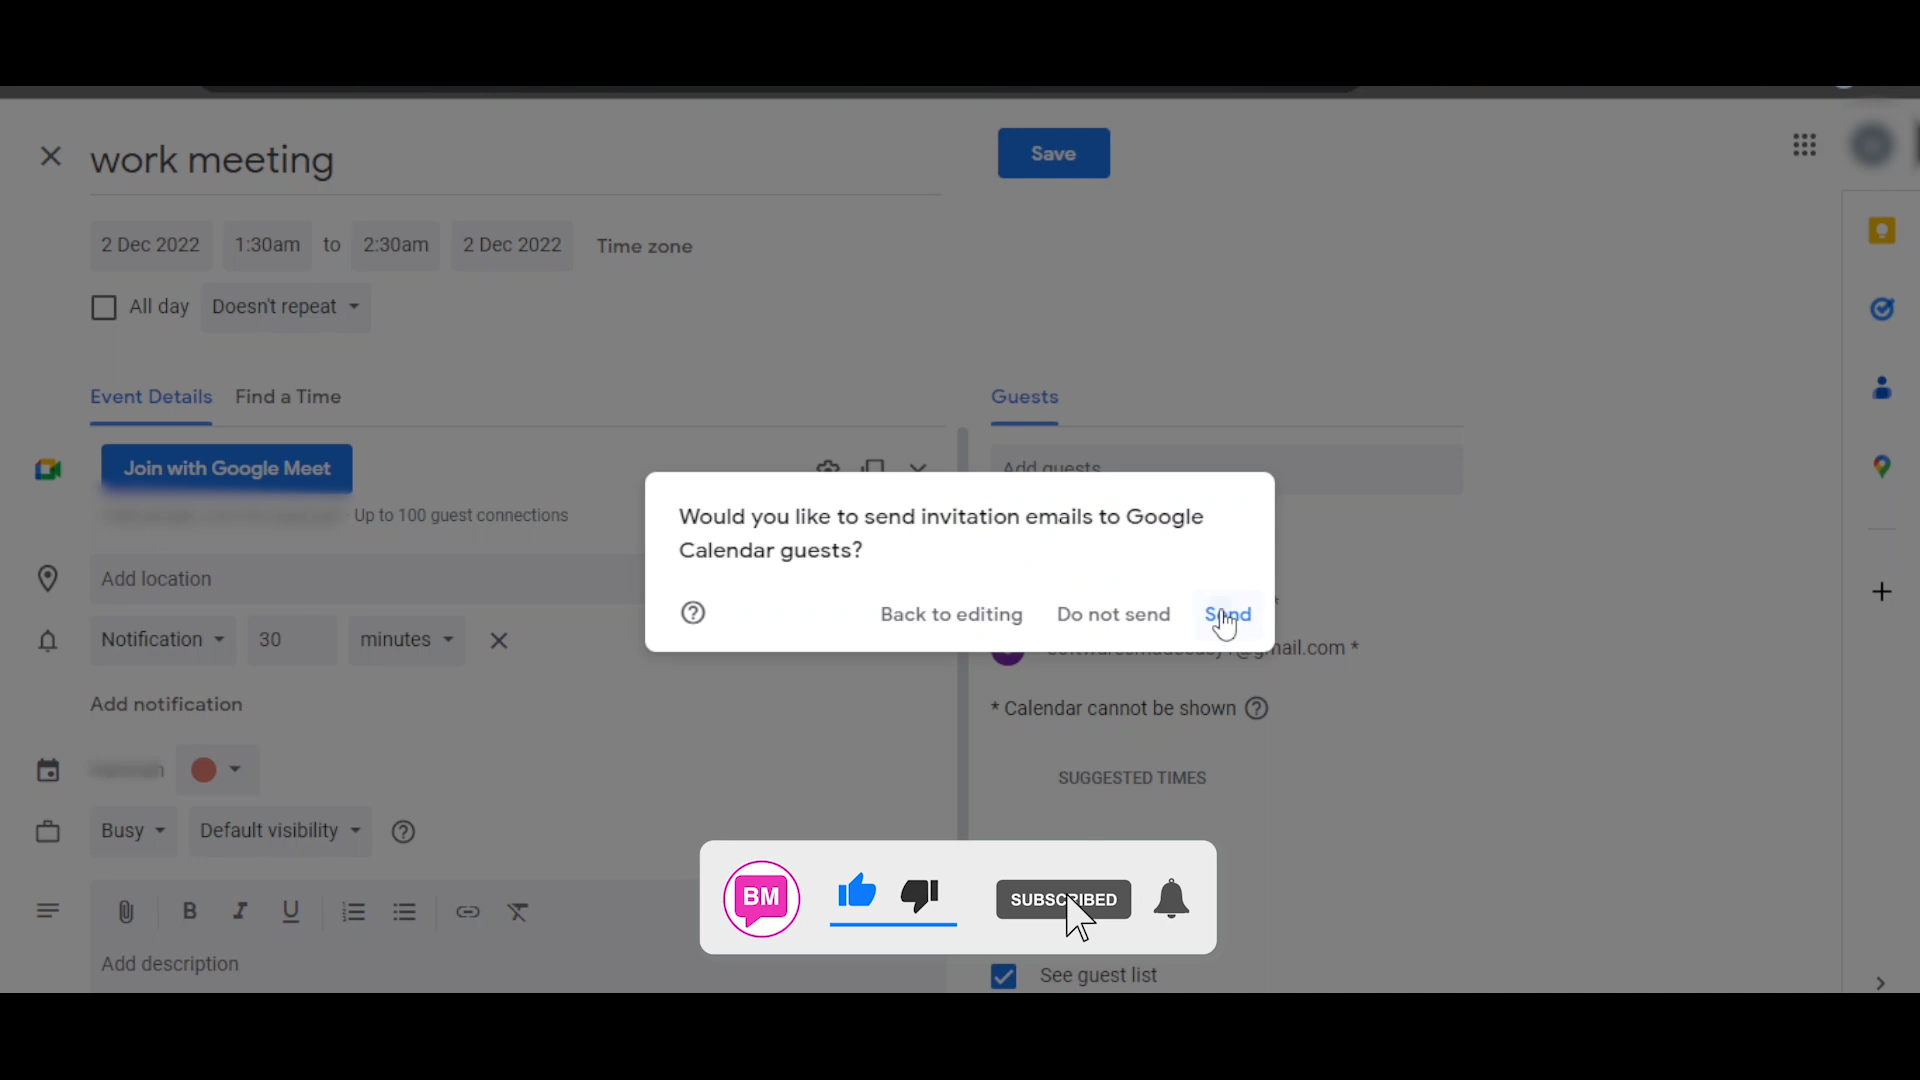 work meeting
Save
2 Dec 2022 1:30am to 2:30am 2 Dec 2022 Time zone
All day Doesn't repeat
Event Details Find a Time
Guests
Join with Google Meet
Add guests
Up to 100 guest connections
Would you like to send invitation emails to Google
Calendar guests?
Back to editing Do not send Send
Add location
Notification 30 minutes
Add notification
* Calendar cannot be shown
SUGGESTED TIMES
Busy Default visibility
BM
SUBSCRIBED
B I U
Add description
See guest list